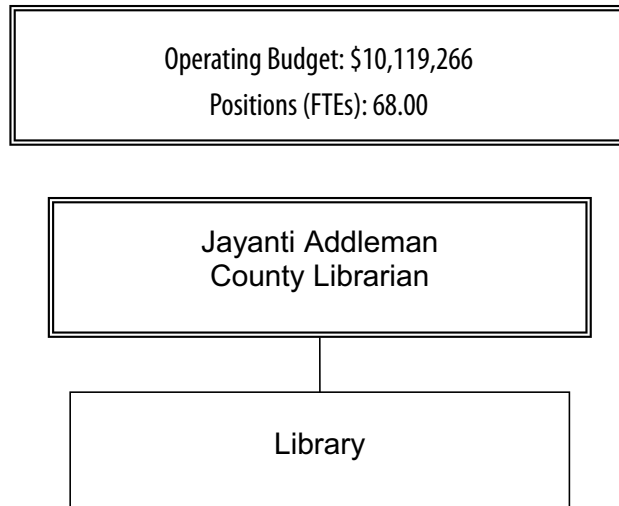 Operating Budget: $10,119,266
Positions (FTEs): 68.00
Jayanti Addleman
County Librarian
Library